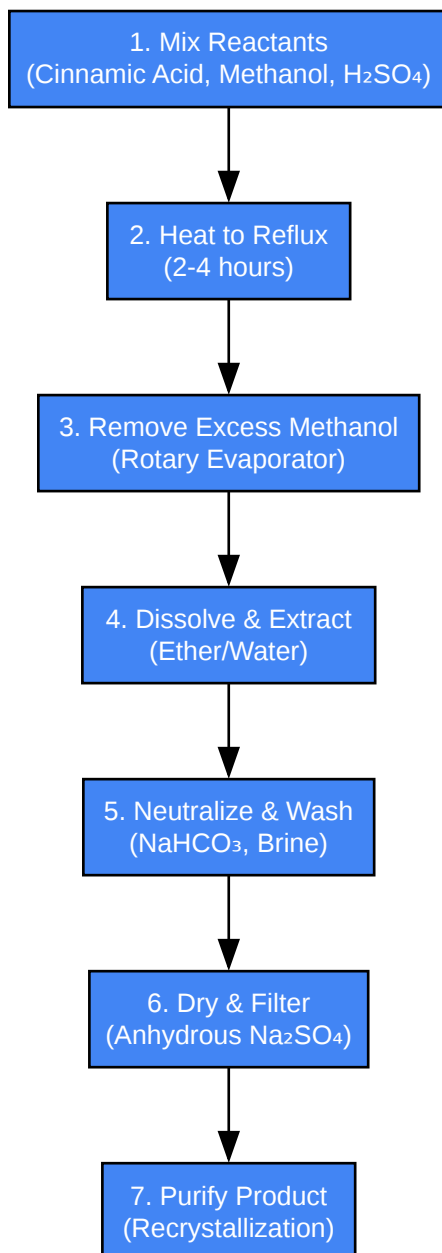 1. Mix Reactants
(Cinnamic Acid, Methanol, H₂SO₄)
2. Heat to Reflux
(2-4 hours)
3. Remove Excess Methanol
(Rotary Evaporator)
4. Dissolve & Extract
(Ether/Water)
5. Neutralize & Wash
(NaHCO₃, Brine)
6. Dry & Filter
(Anhydrous Na₂SO₄)
7. Purify Product
(Recrystallization)